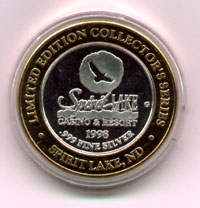 LIMITED EDITION COLLECTOR'S SERIES
Spirit LAKE
CASINO & RESORT
1998
.999 FINE SILVER
SPIRIT LAKE, ND